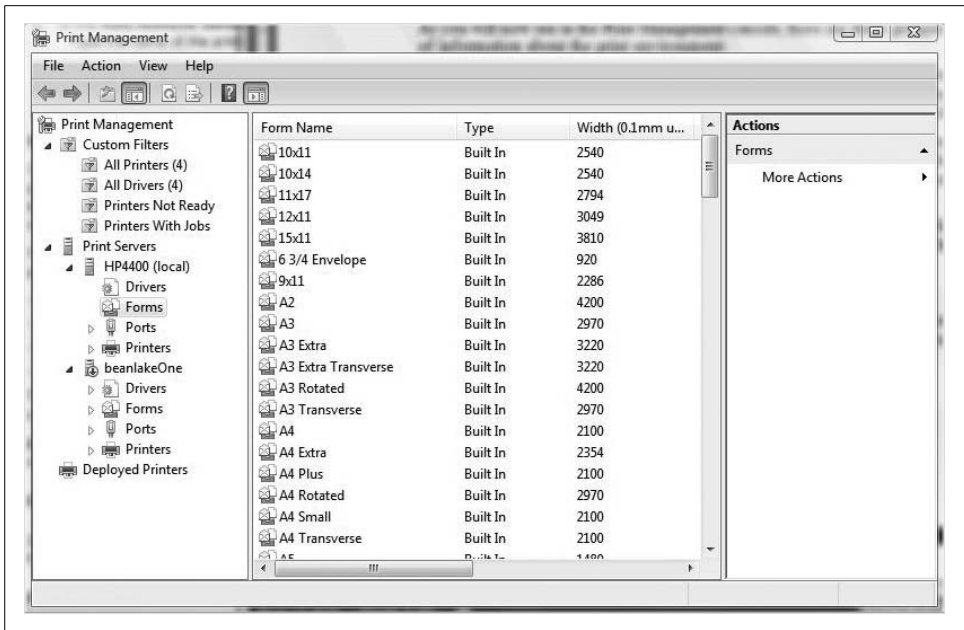 Print Management
File Action View Help
Print Management
Custom Filters
All Printers (4)
All Drivers (4)
Printers Not Ready
Printers With Jobs
Print Servers
HP4400 (local)
Drivers
Forms
Ports
Printers
beanlakeOne
Drivers
Forms
Ports
Printers
Deployed Printers
Form Name Type Width (0.1mm u...
10x11 Built In 2540
10x14 Built In 2540
11x17 Built In 2794
12x11 Built In 3049
15x11 Built In 3810
6 3/4 Envelope Built In 920
9x11 Built In 2286
A2 Built In 4200
A3 Built In 2970
A3 Extra Built In 3220
A3 Extra Transverse Built In 3220
A3 Rotated Built In 4200
A3 Transverse Built In 2970
A4 Built In 2100
A4 Extra Built In 2354
A4 Plus Built In 2100
A4 Rotated Built In 2970
A4 Small Built In 2100
A4 Transverse Built In 2100
Actions
Forms
More Actions